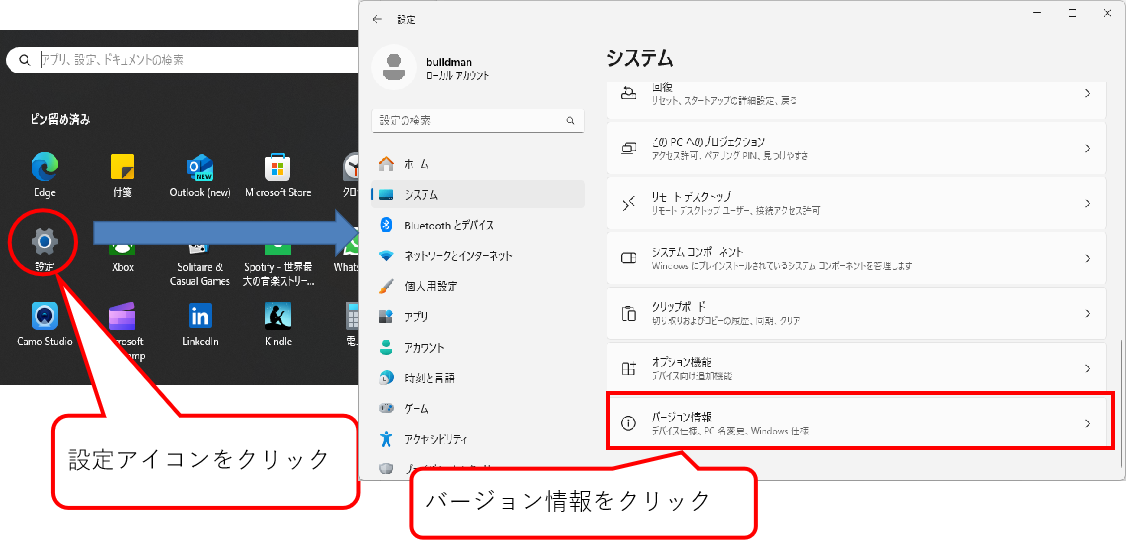 アプリ、設定、ドキュメントの検索
ピン留め済み
Edge
付箋
Outlook (new)
Microsoft Store
設定
Xbox
Solitaire &
Casual Games
Spotify - 世界最
大の音楽ストリー...
Camo Studio
LinkedIn
Kindle
設定アイコンをクリック
設定
buildman
ローカル アカウント
設定の検索
ホーム
システム
Bluetooth とデバイス
ネットワークとインターネット
個人用設定
アプリ
アカウント
時刻と言語
ゲーム
アクセシビリティ
システム
回復
リセット、スタートアップの詳細設定、戻る
この PC へのプロジェクション
アクセス許可、ペアリング PIN、見つけやすさ
リモート デスクトップ
リモート デスクトップ ユーザー、接続アクセス許可
システム コンポーネント
Windows にプレインストールされているシステム コンポーネントを管理します
クリップボード
切り取りおよびコピーの履歴、同期、クリア
オプション機能
デバイス向け追加機能
バージョン情報
デバイス仕様、PC 名変更、Windows 仕様
バージョン情報をクリック